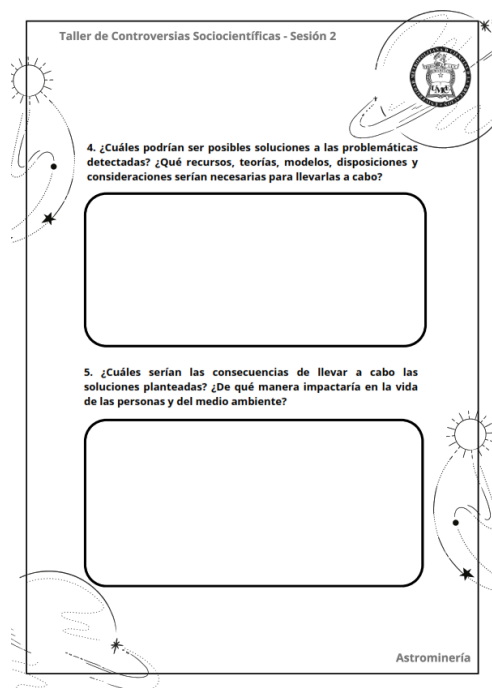 Taller de Controversias Sociocientíficas - Sesión 2
UMCE
4. ¿Cuáles podrían ser posibles soluciones a las problemáticas
detectadas? ¿Qué recursos, teorías, modelos, disposiciones y
consideraciones serían necesarias para llevarlas a cabo?
5. ¿Cuáles serían las consecuencias de llevar a cabo las
soluciones planteadas? ¿De qué manera impactaría en la vida
de las personas y del medio ambiente?
Astrominería